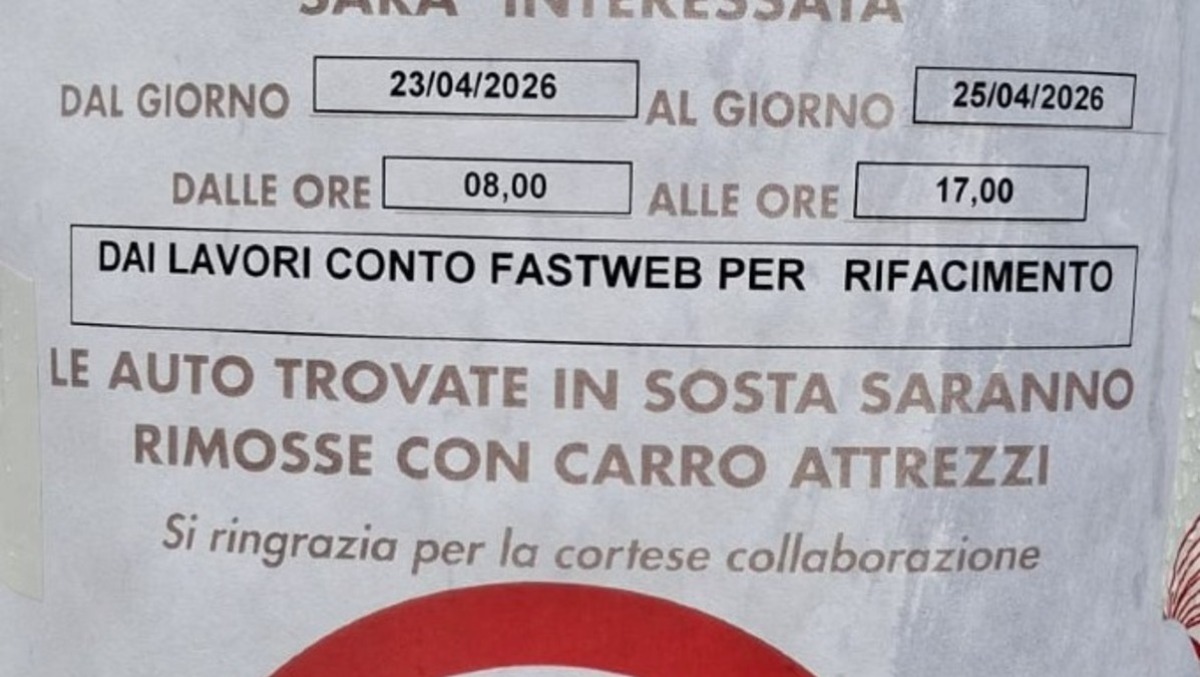 SARA' INTERESSATA
DAL GIORNO 23/04/2026 AL GIORNO 25/04/2026
DALLE ORE 08,00 ALLE ORE 17,00
DAI LAVORI CONTO FASTWEB PER RIFACIMENTO
LE AUTO TROVATE IN SOSTA SARANNO
RIMOSSE CON CARRO ATTREZZI
Si ringrazia per la cortese collaborazione